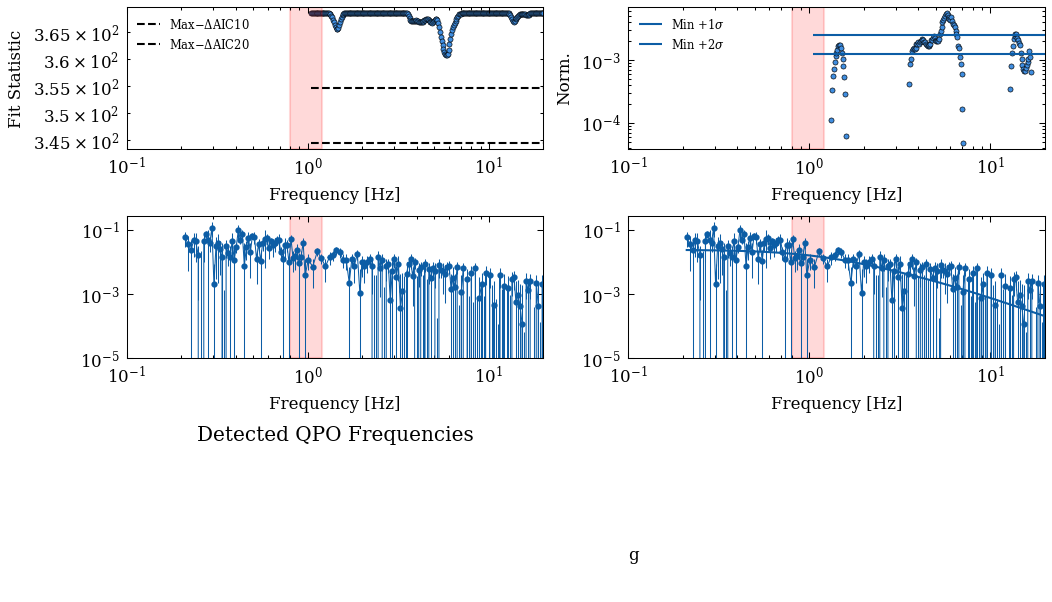 Fit Statistic
3.65 × 10²
3.6 × 10²
3.55 × 10²
3.5 × 10²
3.45 × 10²
Max−ΔAIC10
Max−ΔAIC20
10⁻¹ 10⁰ 10¹
Frequency [Hz]
Norm.
10⁻³
10⁻⁴
Min +1σ
Min +2σ
10⁻¹ 10⁰ 10¹
Frequency [Hz]
10⁻¹
10⁻³
10⁻⁵
10⁻¹ 10⁰ 10¹
Frequency [Hz]
10⁻¹
10⁻³
10⁻⁵
10⁻¹ 10⁰ 10¹
Frequency [Hz]
Detected QPO Frequencies
g